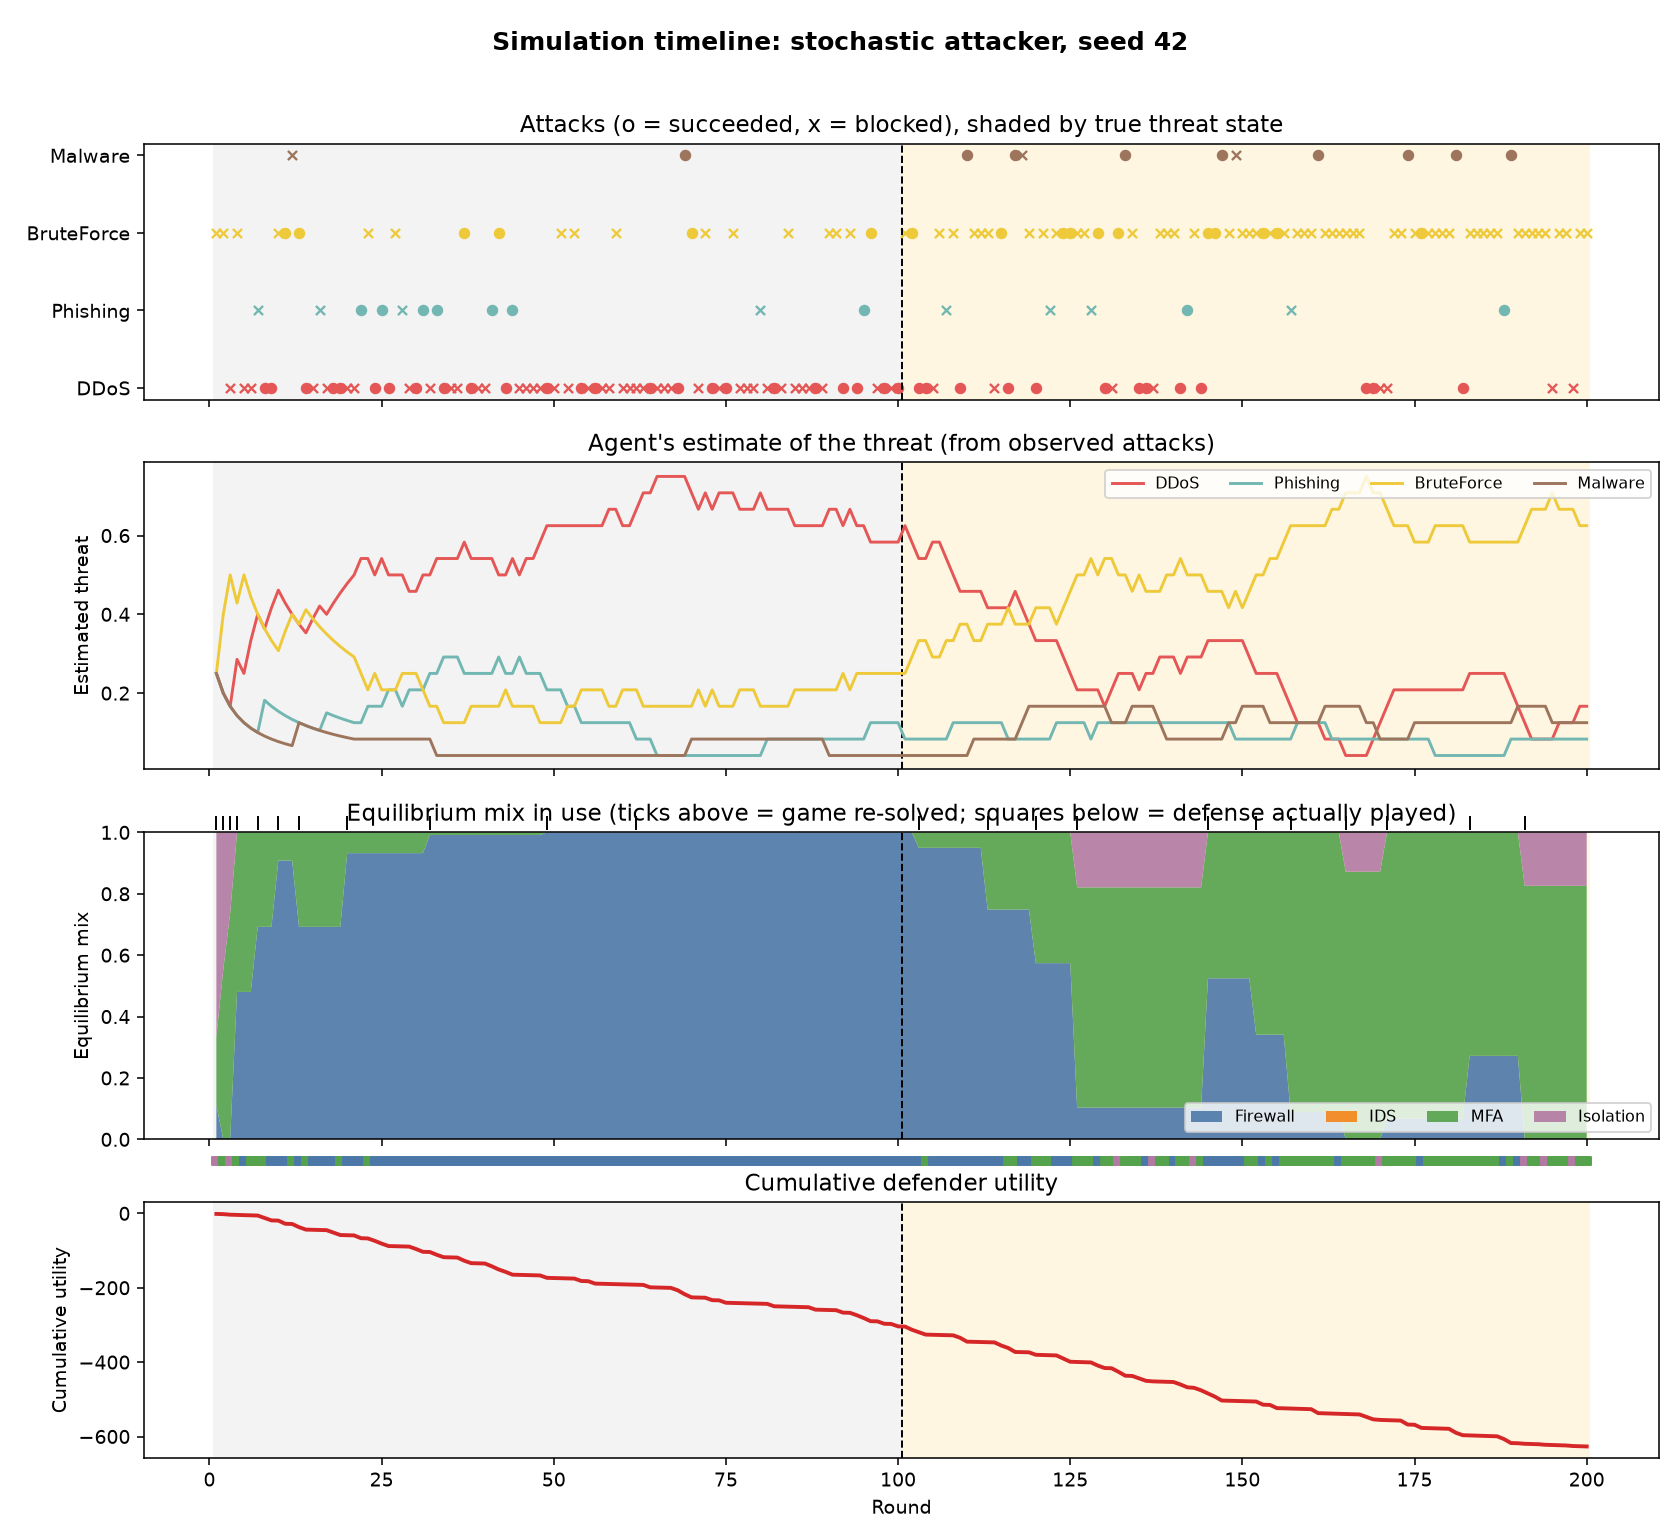 Simulation timeline: stochastic attacker, seed 42
Attacks (o = succeeded, x = blocked), shaded by true threat state
Malware
BruteForce
Phishing
DDoS
Agent's estimate of the threat (from observed attacks)
DDoS Phishing BruteForce Malware
Estimated threat
0.6
0.4
0.2
Equilibrium mix in use (ticks above = game re-solved; squares below = defense actually played)
Equilibrium mix
1.0
0.8
0.6
0.4
0.2
0.0
Firewall IDS MFA Isolation
Cumulative defender utility
Cumulative utility
0
−200
−400
−600
0 25 50 75 100 125 150 175 200
Round